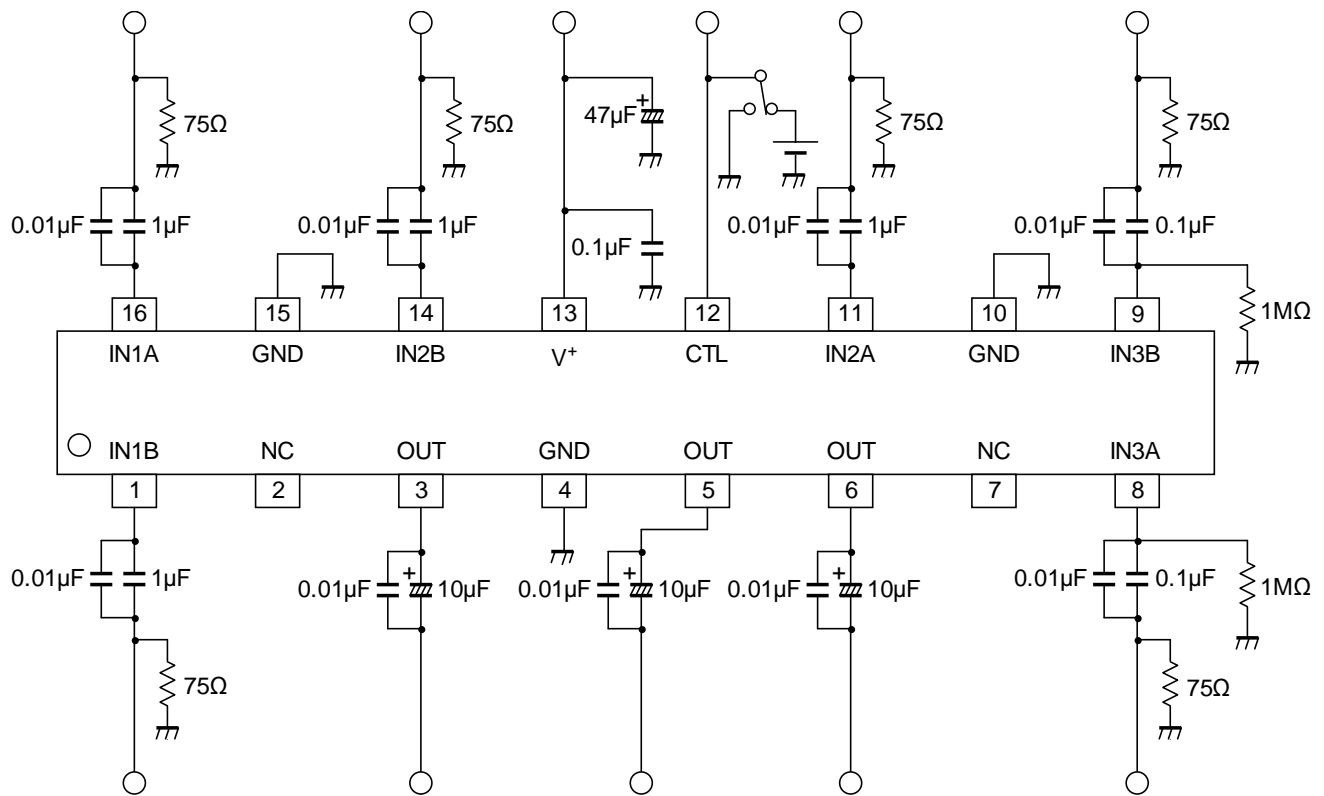 75Ω 75Ω 47µF 75Ω 75Ω
+
0.01µF 1µF 0.01µF 1µF 0.1µF 0.01µF 1µF 0.01µF 0.1µF
1MΩ
16 15 14 13 12 11 10 9
IN1A GND IN2B V+ CTL IN2A GND IN3B
IN1B NC OUT GND OUT OUT NC IN3A
1 2 3 4 5 6 7 8
+ + +
0.01µF 1µF 0.01µF 10µF 0.01µF 10µF 0.01µF 10µF 0.01µF 0.1µF 1MΩ
75Ω 75Ω